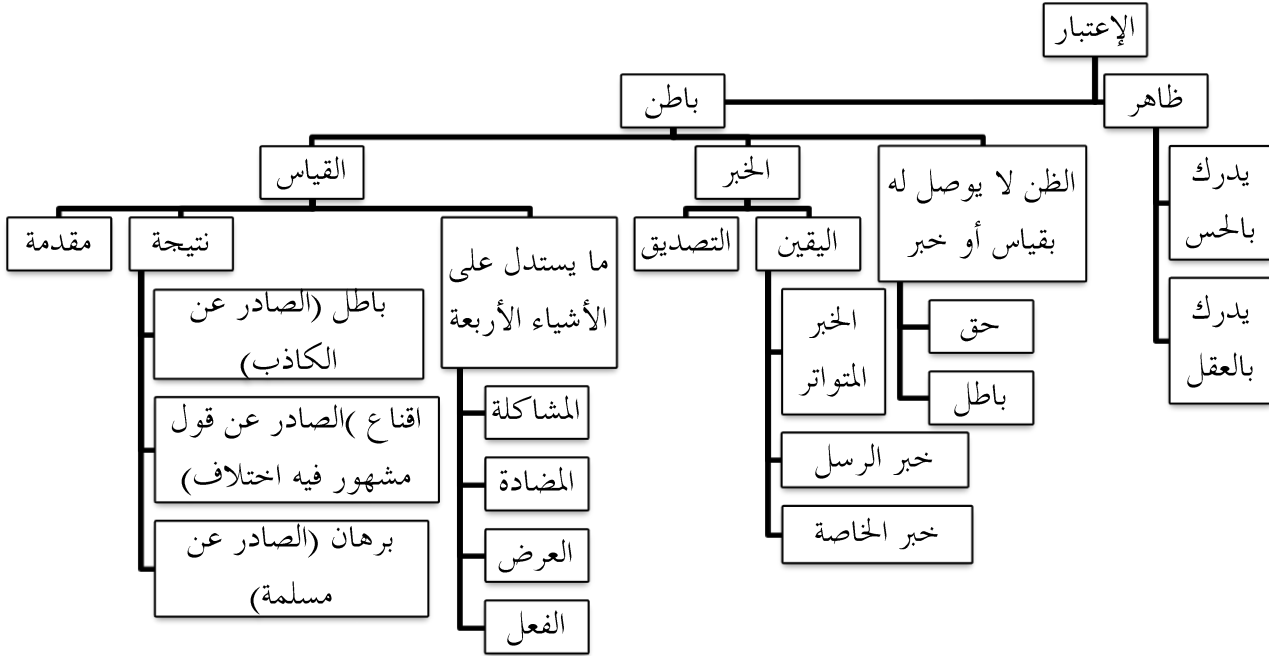 الإعتبار
ظاهر
باطن
يدرك
بالحس
يدرك
بالعقل
الظن لا يوصل له
بقياس أو خبر
حق
باطل
الخبر
اليقين
الخبر
المتواتر
خبر الرسل
خبر الخاصة
التصديق
القياس
ما يستدل على
الأشياء الأربعة
المشاكلة
المضادة
العرض
الفعل
نتيجة
باطل (الصادر عن
الكاذب)
اقناع )الصادر عن قول
مشهور فيه اختلاف)
برهان (الصادر عن
مسلمة)
مقدمة